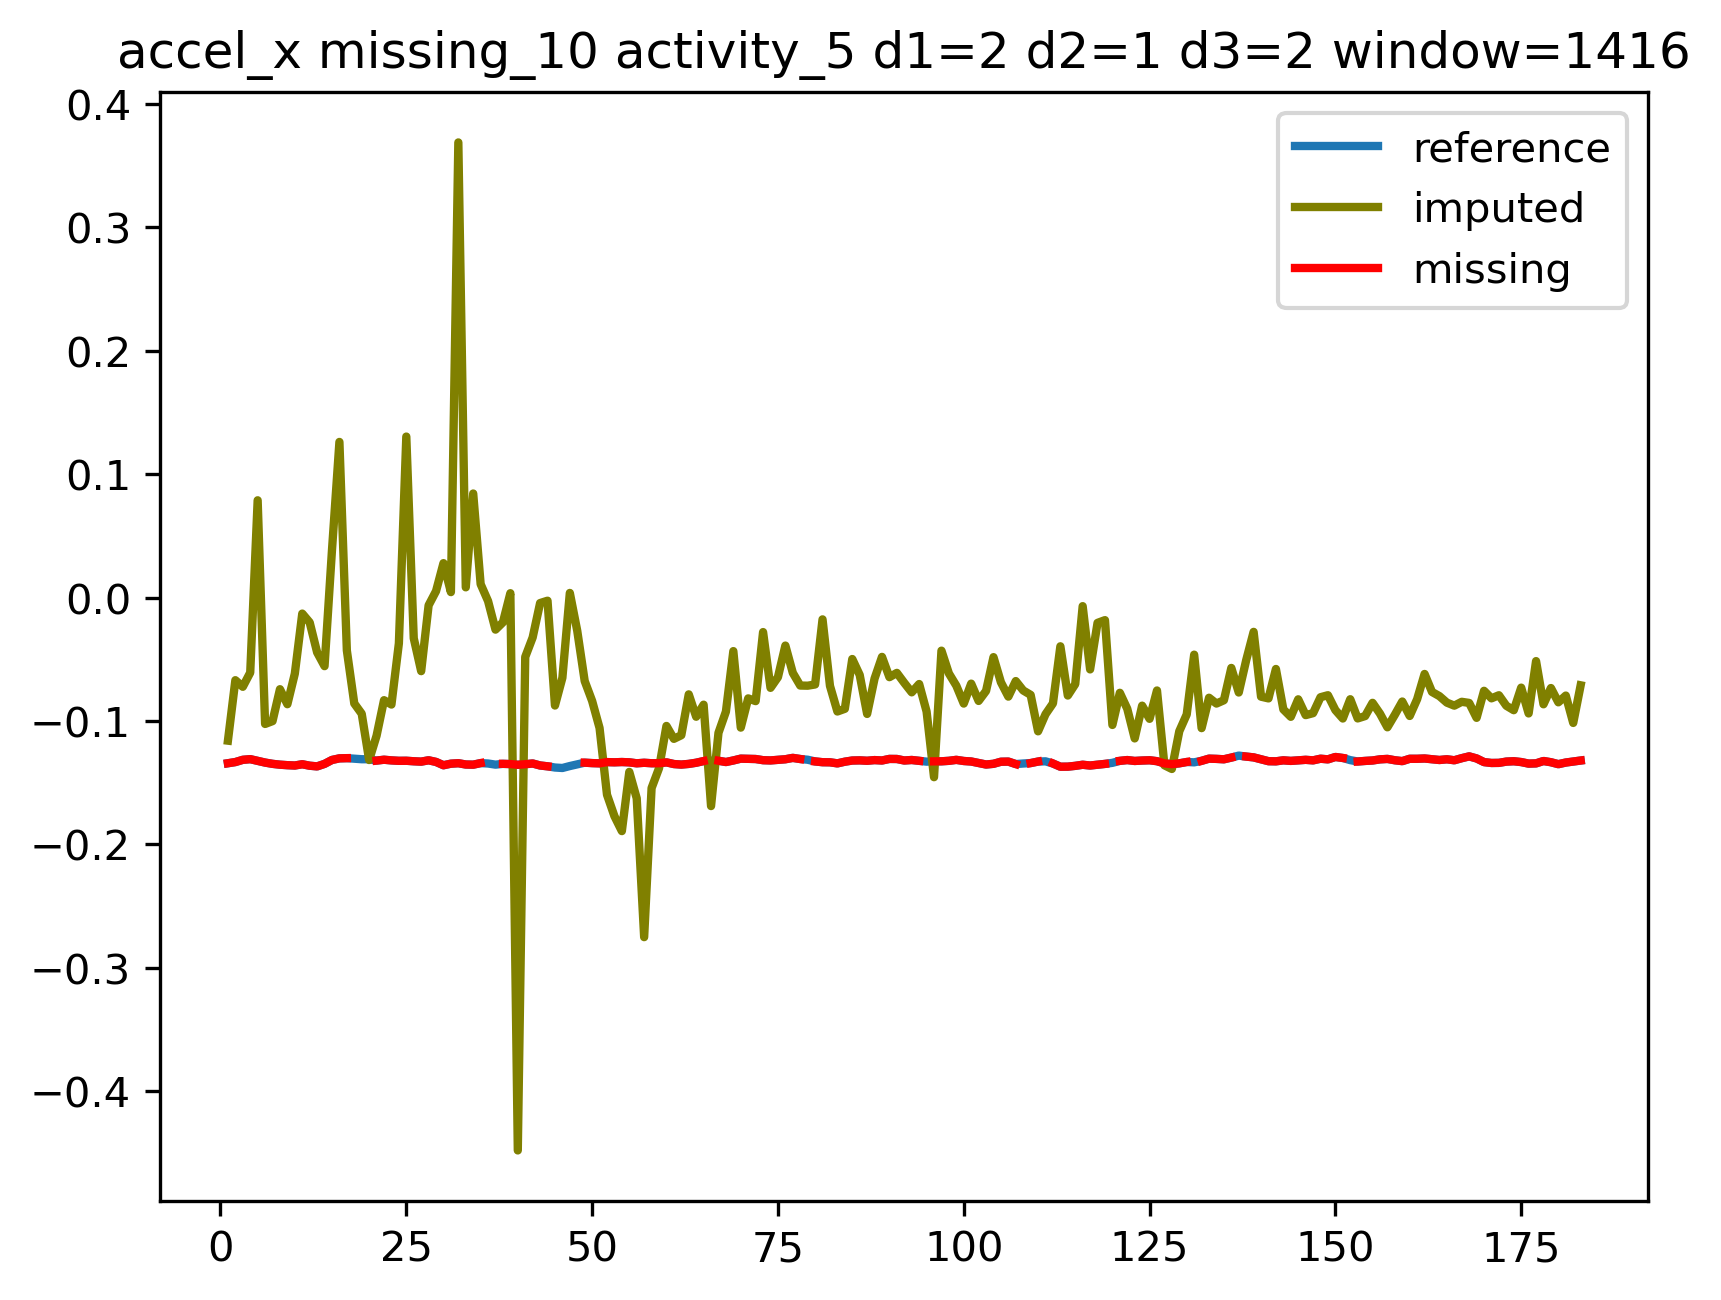 accel_x missing_10 activity_5 d1=2 d2=1 d3=2 window=1416
reference
imputed
missing
0.4
0.3
0.2
0.1
0.0
−0.1
−0.2
−0.3
−0.4
0 25 50 75 100 125 150 175